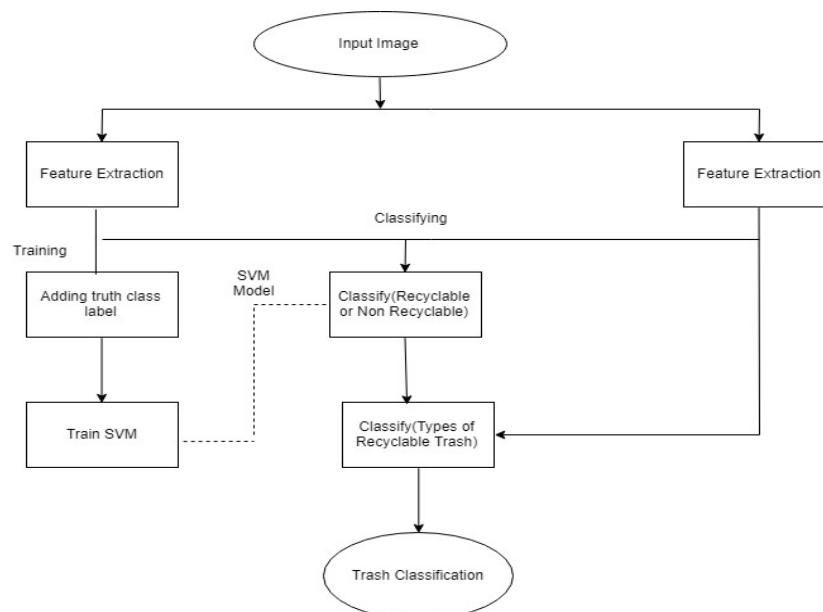 Input Image
Feature Extraction
Feature Extraction
Classifying
Training
SVM
Model
Adding truth class
label
Classify(Recyclable
or Non Recyclable)
Train SVM
Classify(Types of
Recyclable Trash)
Trash Classification